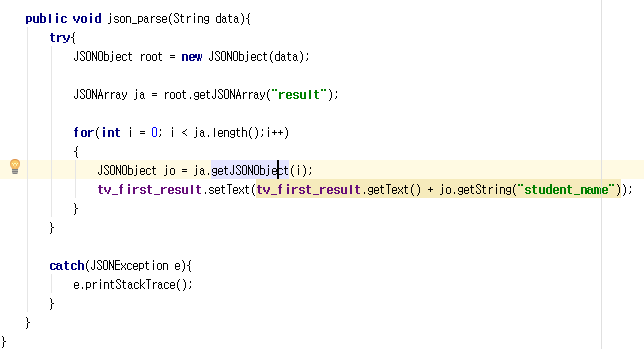 public void json_parse(String data){
try{
JSONObject root = new JSONObject(data);
JSONArray ja = root.getJSONArray("result");
for(int i = 0; i < ja.length();i++)
{
JSONObject jo = ja.getJSONObject(i);
tv_first_result.setText(tv_first_result.getText() + jo.getString("student_name"));
}
}
catch(JSONException e){
e.printStackTrace();
}
}
}